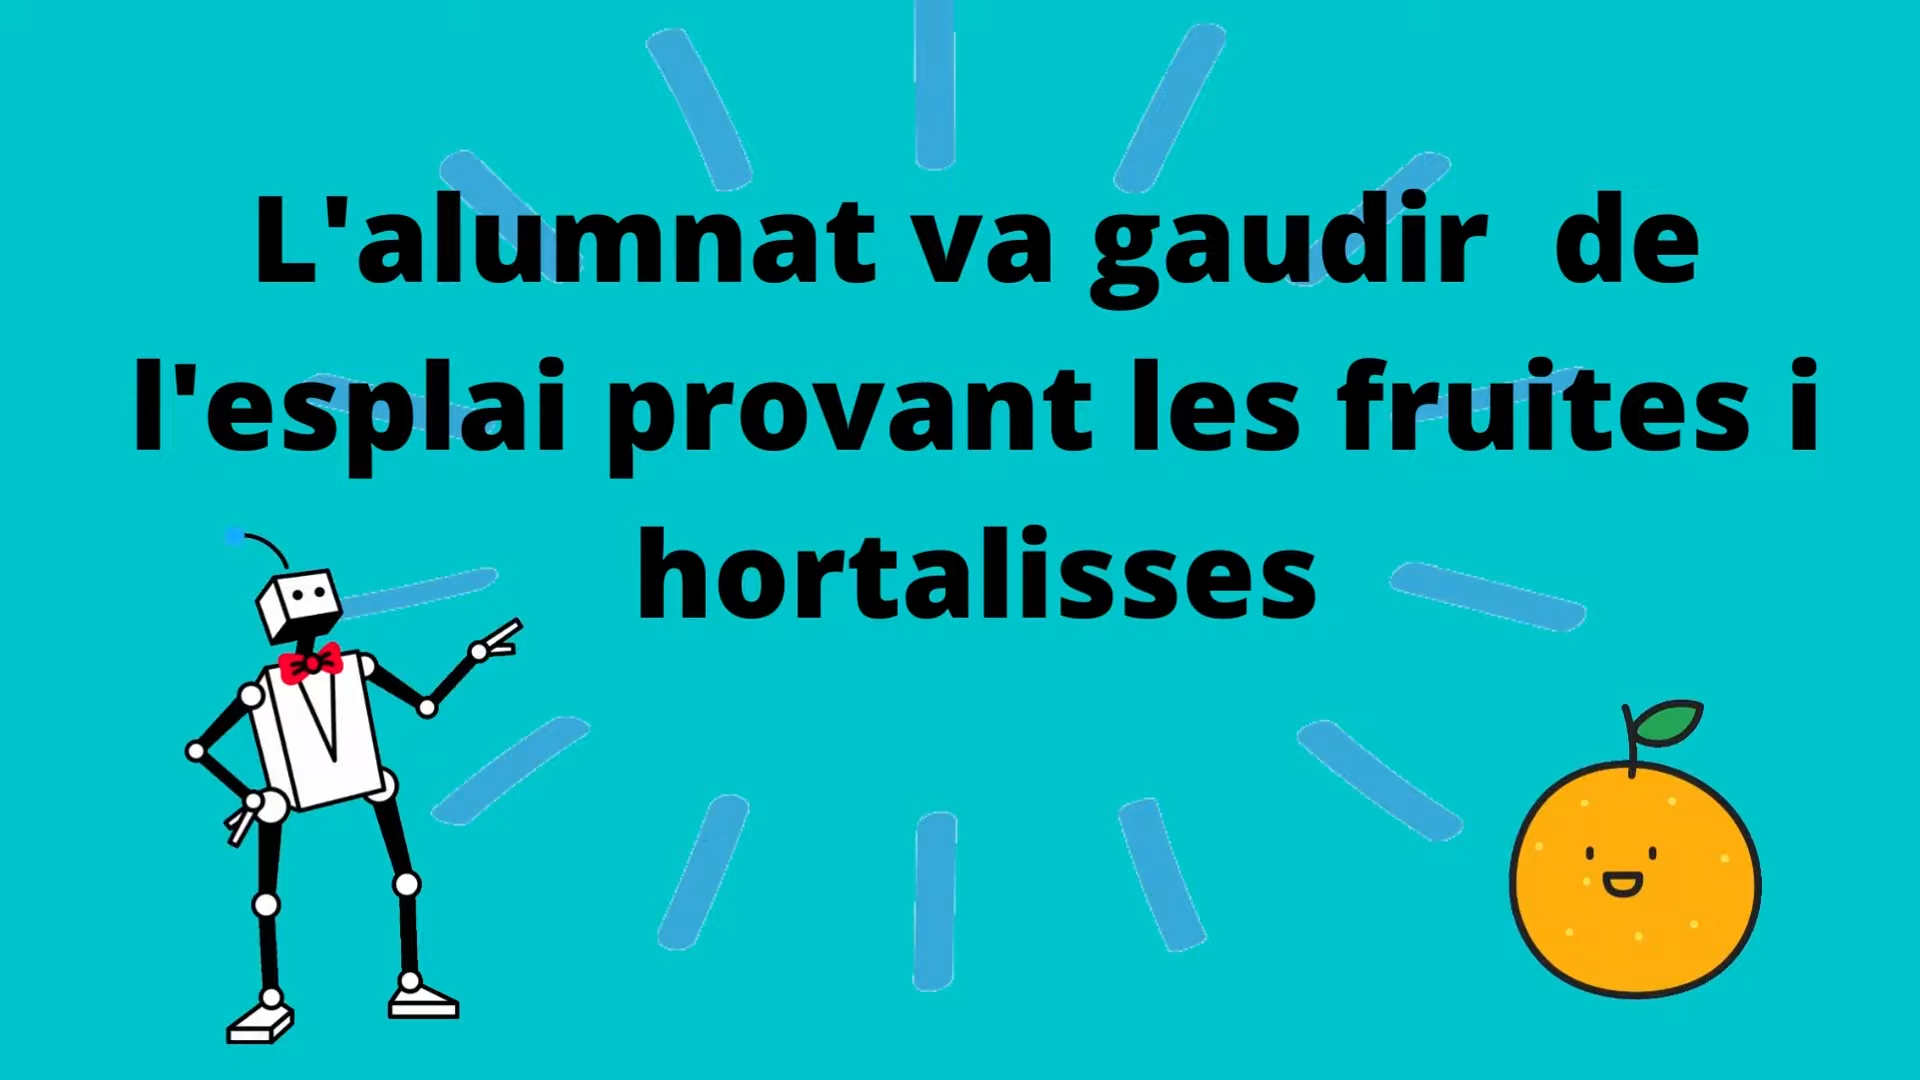 L'alumnat va gaudir  de
l'esplai provant les fruites i
hortalisses